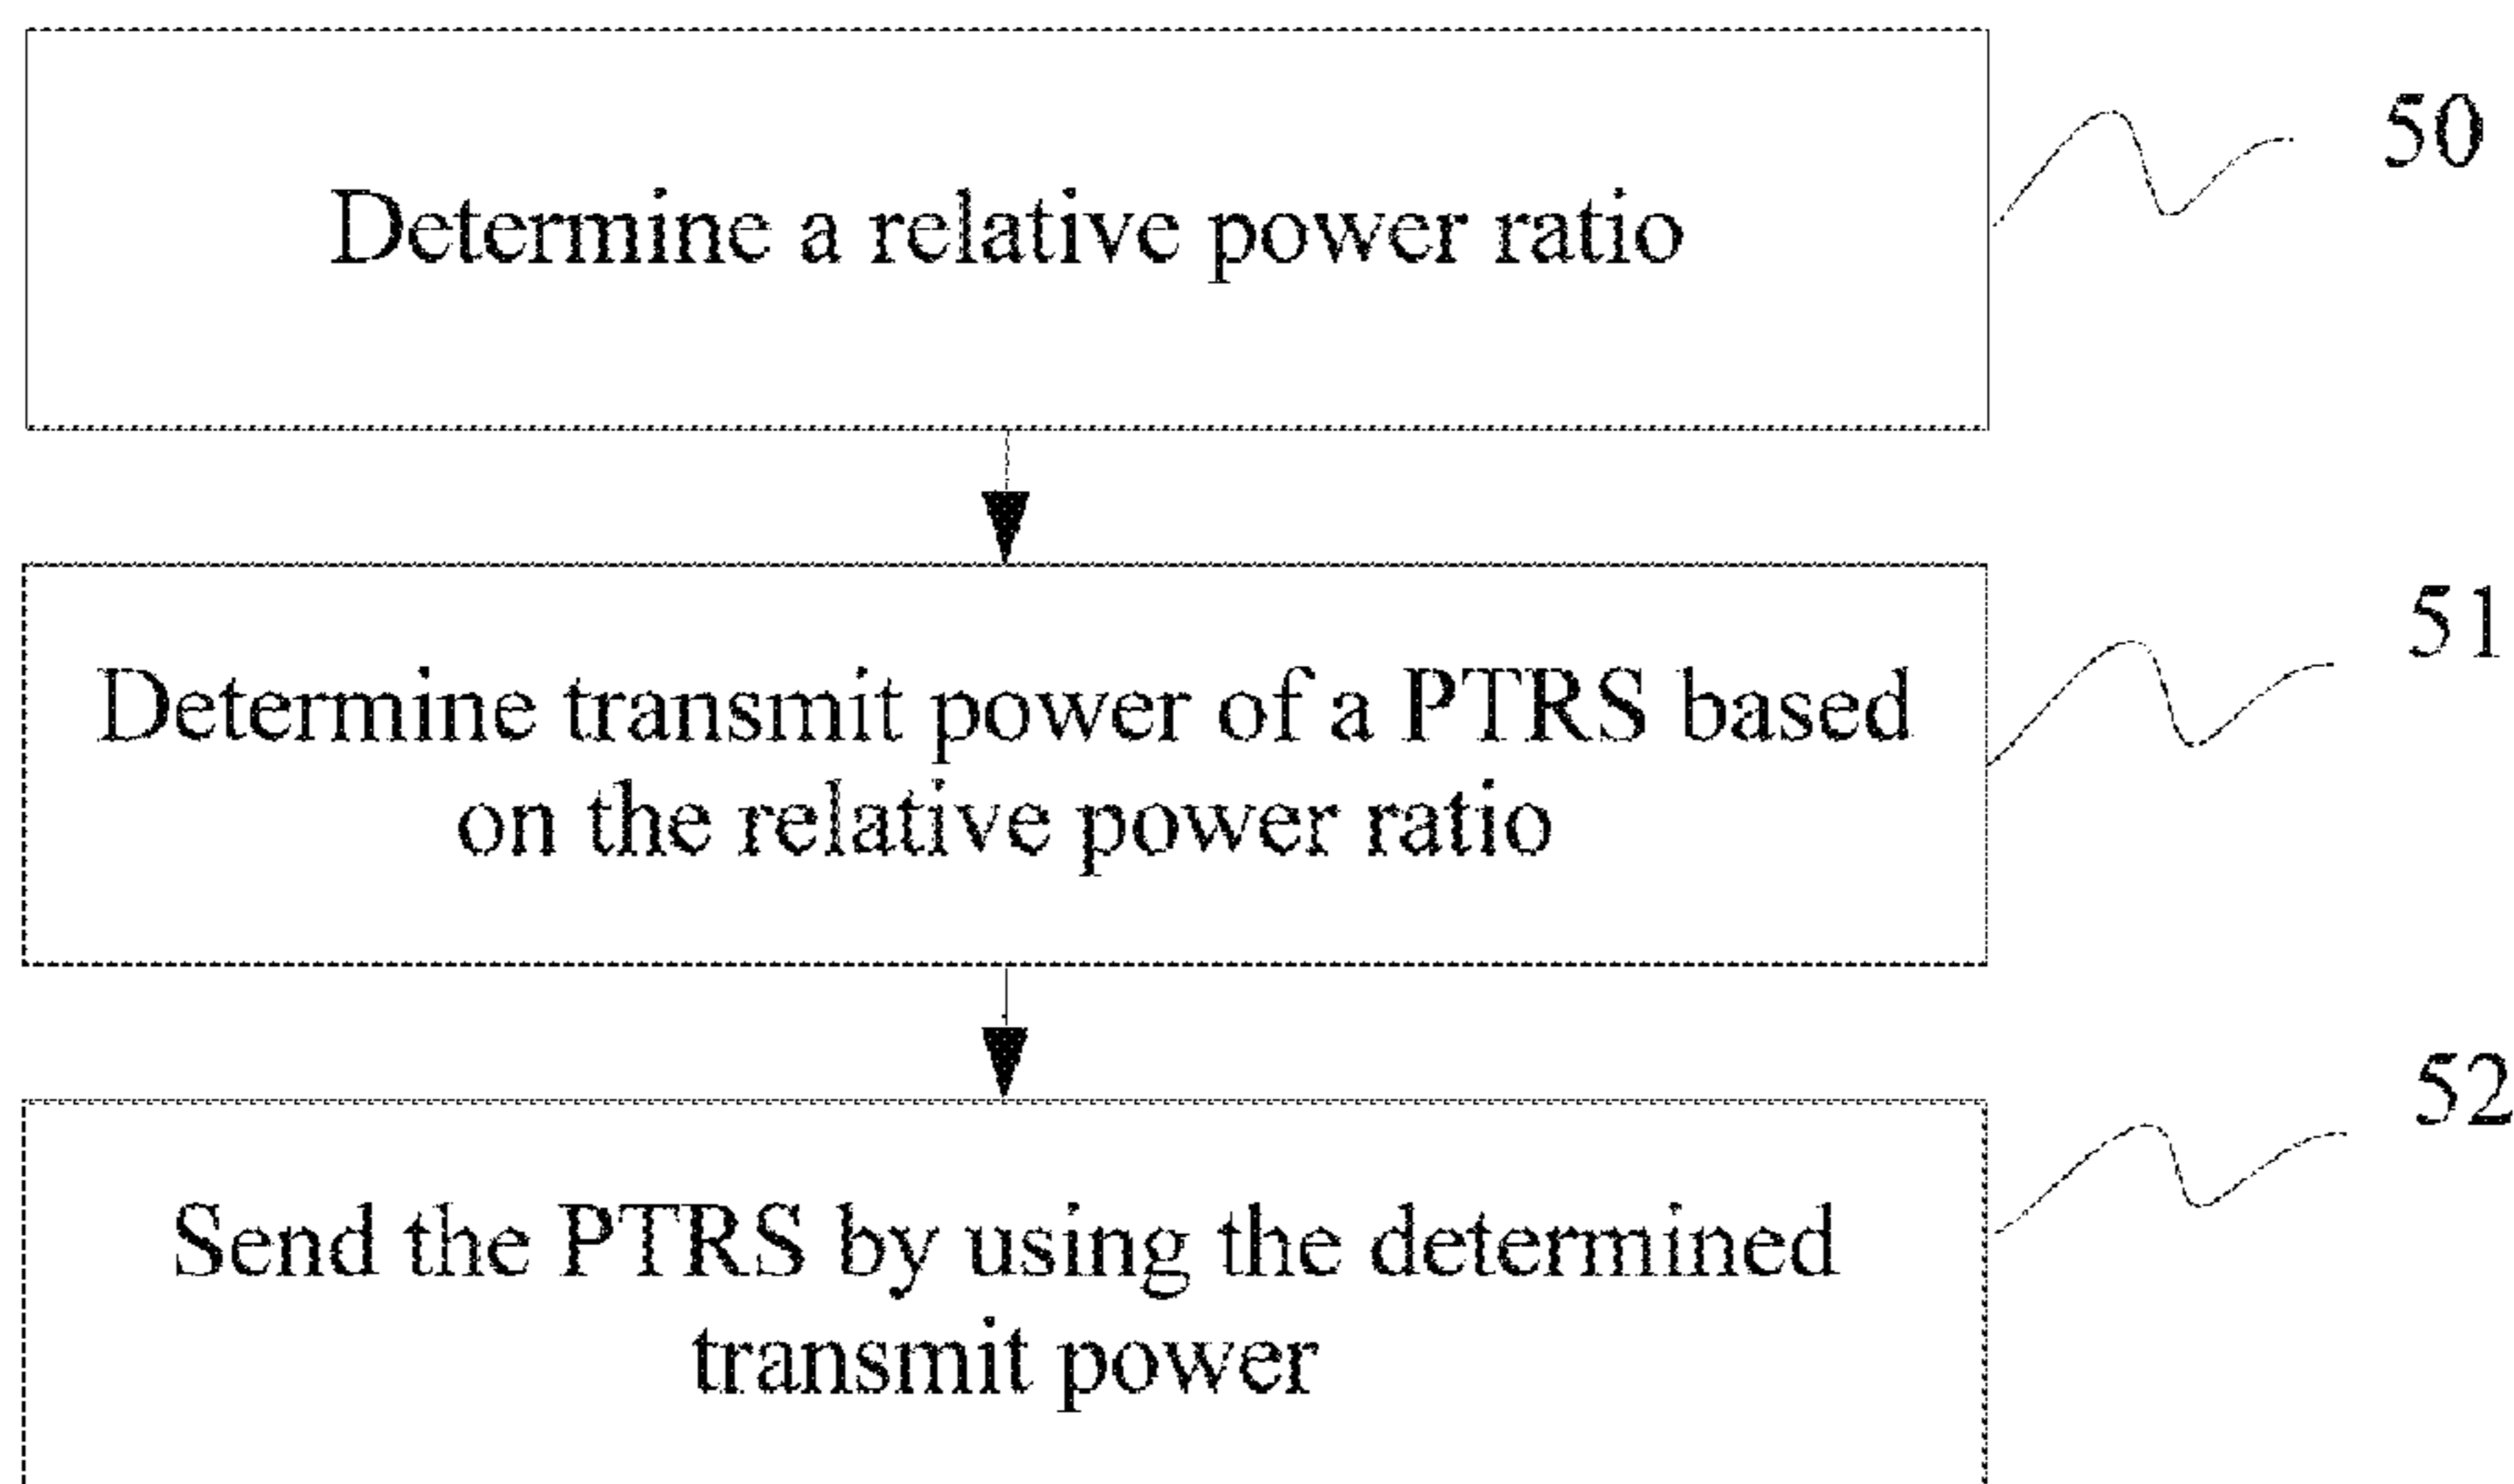 Determine a relative power ratio
50
Determine transmit power of a PTRS based
on the relative power ratio
51
Send the PTRS by using the determined
transmit power
52